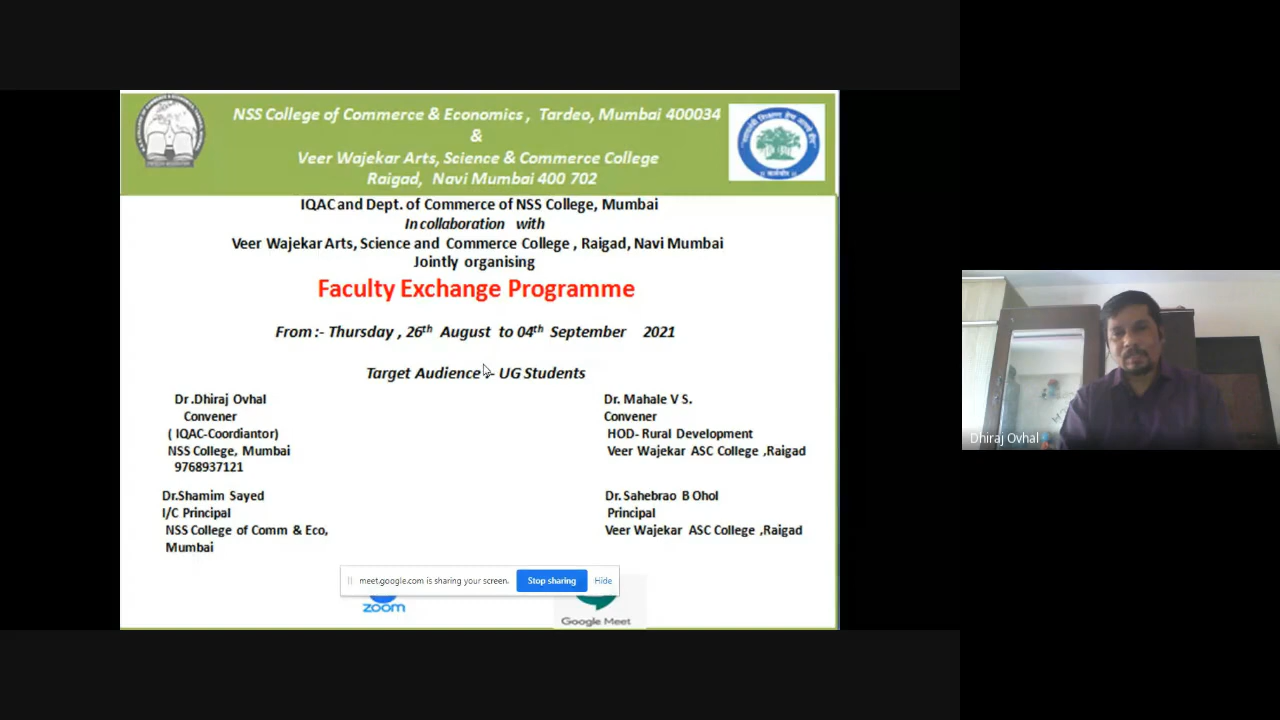 NSS College of Commerce & Economics , Tardeo, Mumbai 400034
&
Veer Wajekar Arts, Science & Commerce College
Raigad, Navi Mumbai 400 702
IQAC and Dept. of Commerce of NSS College, Mumbai
In collaboration with
Veer Wajekar Arts, Science and Commerce College , Raigad, Navi Mumbai
Jointly organising
Faculty Exchange Programme
From :- Thursday , 26th August to 04th September 2021
Target Audience :- UG Students
Dr .Dhiraj Ovhal
Convener
( IQAC-Coordiantor)
NSS College, Mumbai
9768937121
Dr. Mahale V S.
Convener
HOD- Rural Development
Veer Wajekar ASC College ,Raigad
Dr.Shamim Sayed
I/C Principal
NSS College of Comm & Eco,
Mumbai
Dr. Sahebrao B Ohol
Principal
Veer Wajekar ASC College ,Raigad
meet.google.com is sharing your screen. Stop sharing Hide
zoom
Google Meet
Dhiraj Ovhal